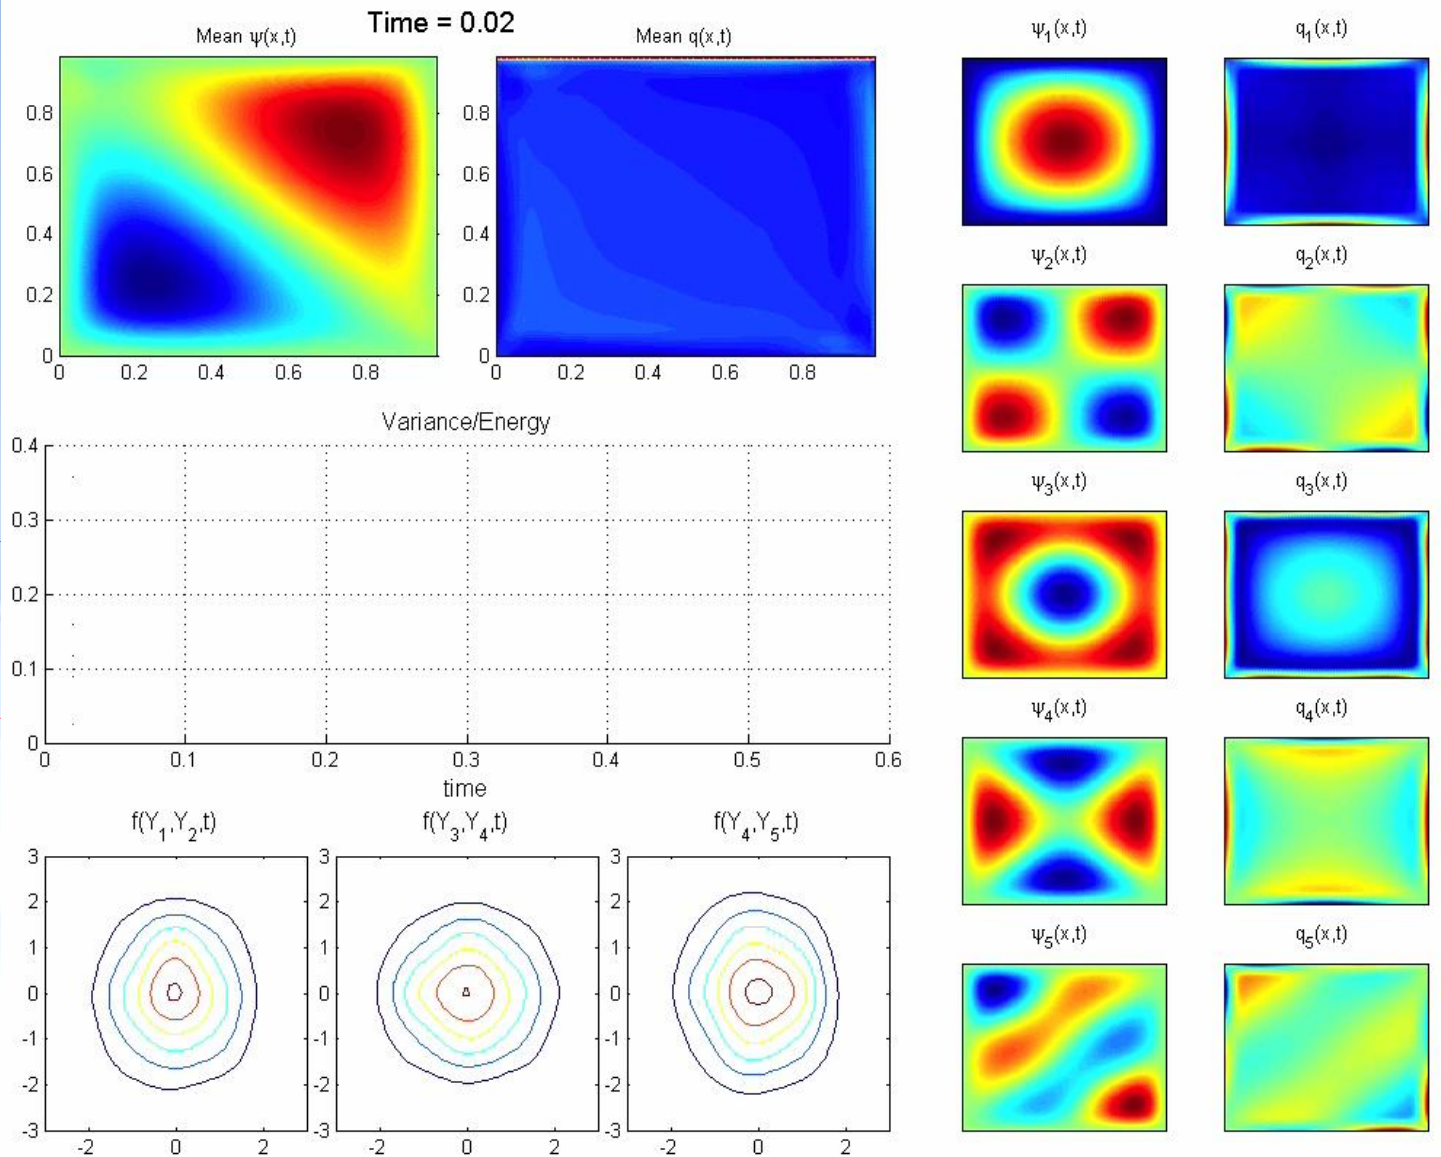 Time = 0.02
Mean ψ(x,t)
Mean q(x,t)
0.8
0.6
0.4
0.2
0
0 0.2 0.4 0.6 0.8
0.8
0.6
0.4
0.2
0
0 0.2 0.4 0.6 0.8
Variance/Energy
0.4
0.3
0.2
0.1
0
0 0.1 0.2 0.3 0.4 0.5 0.6
time
f(Y₁,Y₂,t)
3
2
1
0
-1
-2
-3
-2 0 2
f(Y₃,Y₄,t)
3
2
1
0
-1
-2
-3
-2 0 2
f(Y₄,Y₅,t)
3
2
1
0
-1
-2
-3
-2 0 2
ψ₁(x,t)
q₁(x,t)
ψ₂(x,t)
q₂(x,t)
ψ₃(x,t)
q₃(x,t)
ψ₄(x,t)
q₄(x,t)
ψ₅(x,t)
q₅(x,t)